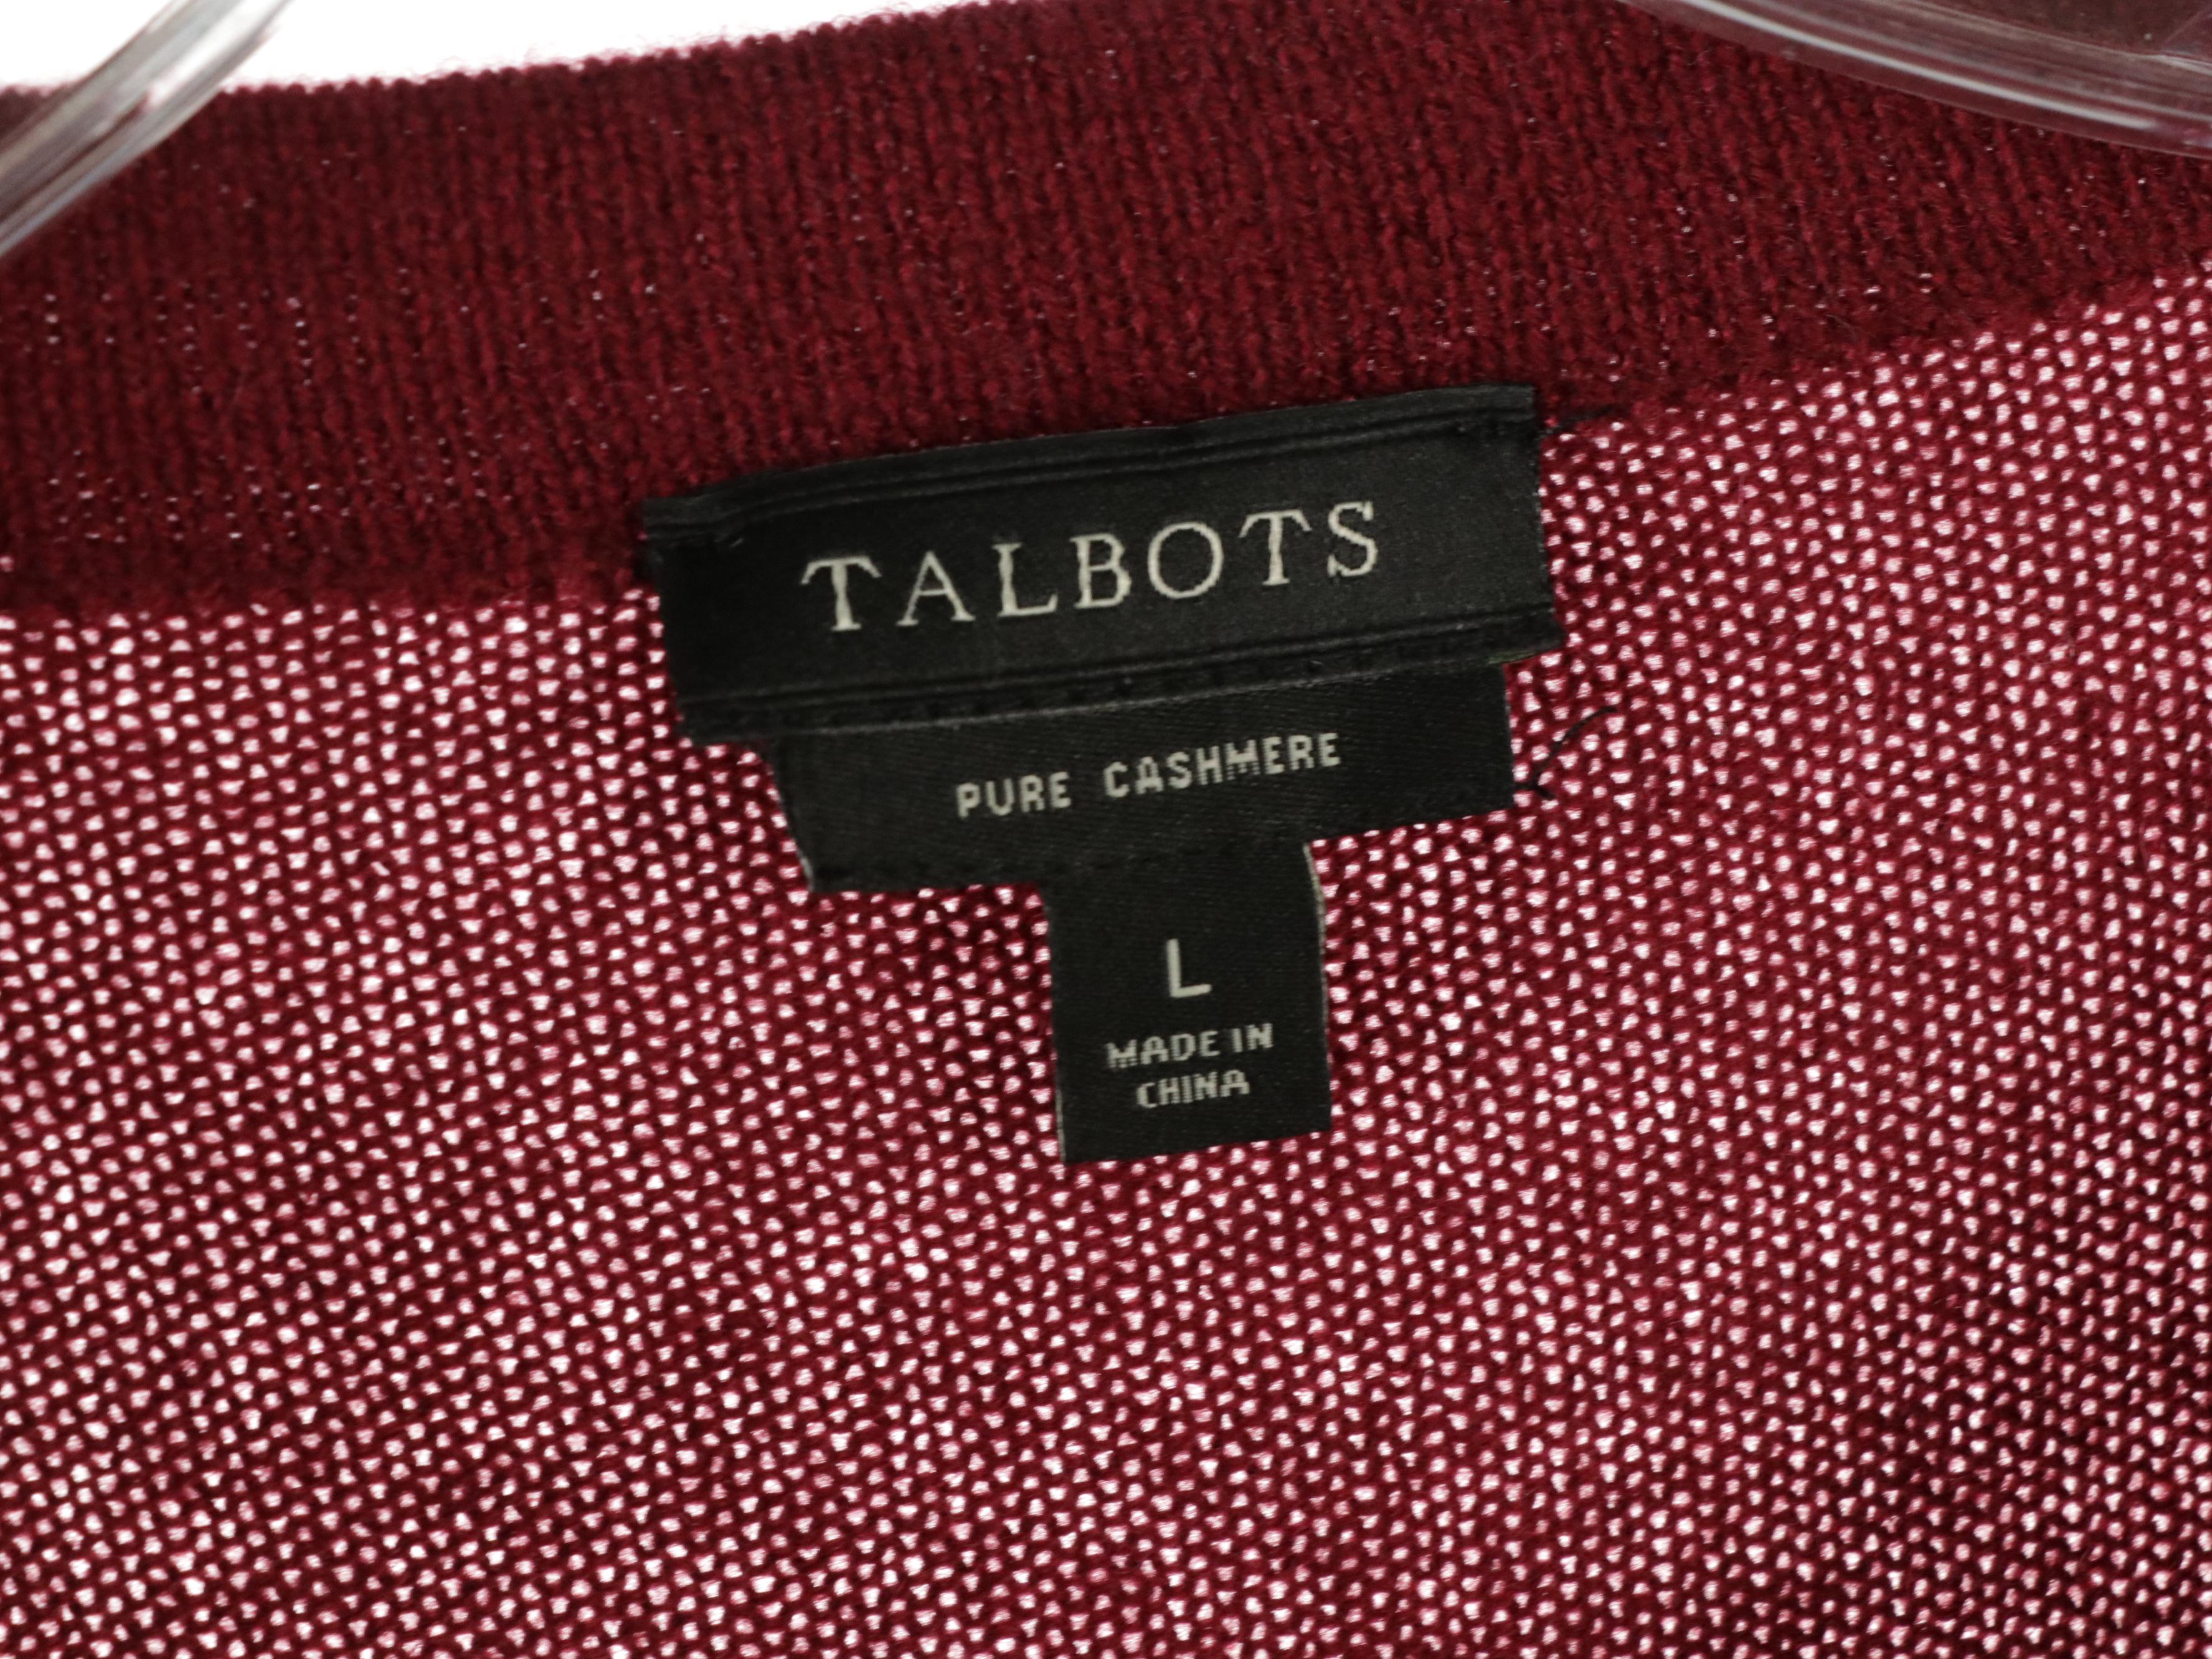 TALBOTS
PURE CASHMERE
L
MADE IN
CHINA